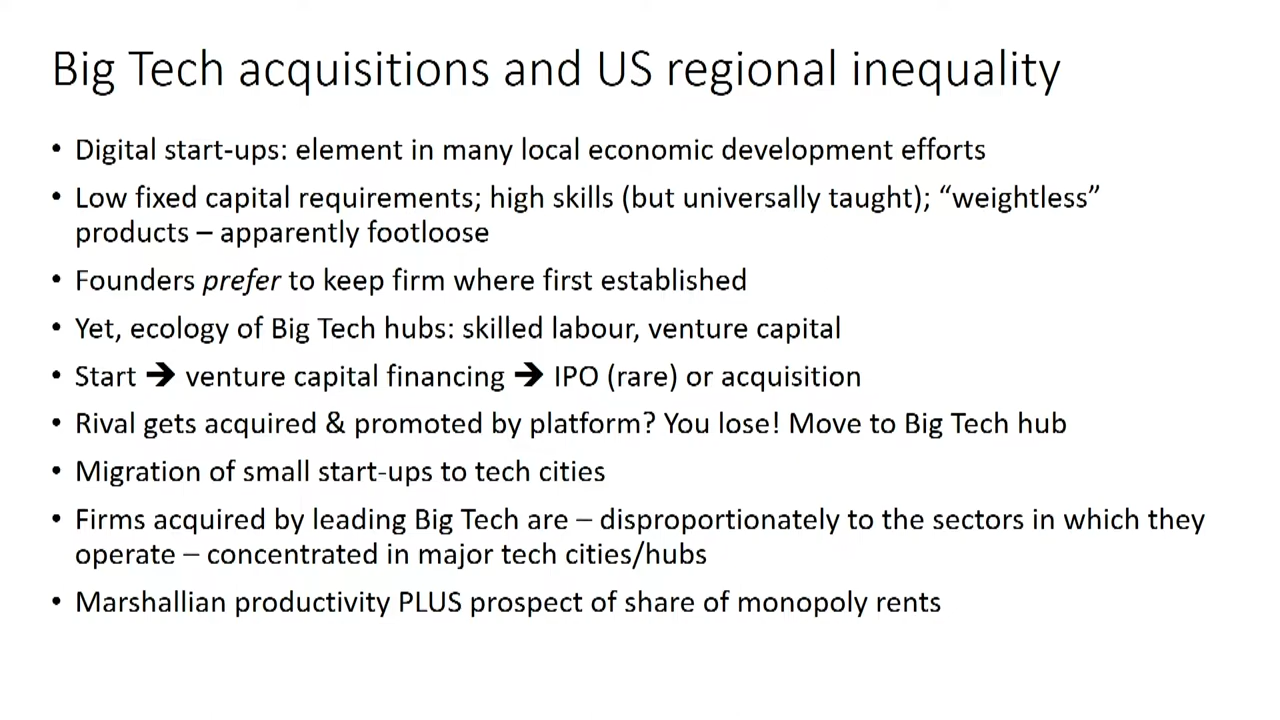 Big Tech acquisitions and US regional inequality
• Digital start-ups: element in many local economic development efforts
• Low fixed capital requirements; high skills (but universally taught); “weightless”
products – apparently footloose
• Founders prefer to keep firm where first established
• Yet, ecology of Big Tech hubs: skilled labour, venture capital
• Start ➔ venture capital financing ➔ IPO (rare) or acquisition
• Rival gets acquired & promoted by platform? You lose! Move to Big Tech hub
• Migration of small start-ups to tech cities
• Firms acquired by leading Big Tech are – disproportionately to the sectors in which they
operate – concentrated in major tech cities/hubs
• Marshallian productivity PLUS prospect of share of monopoly rents